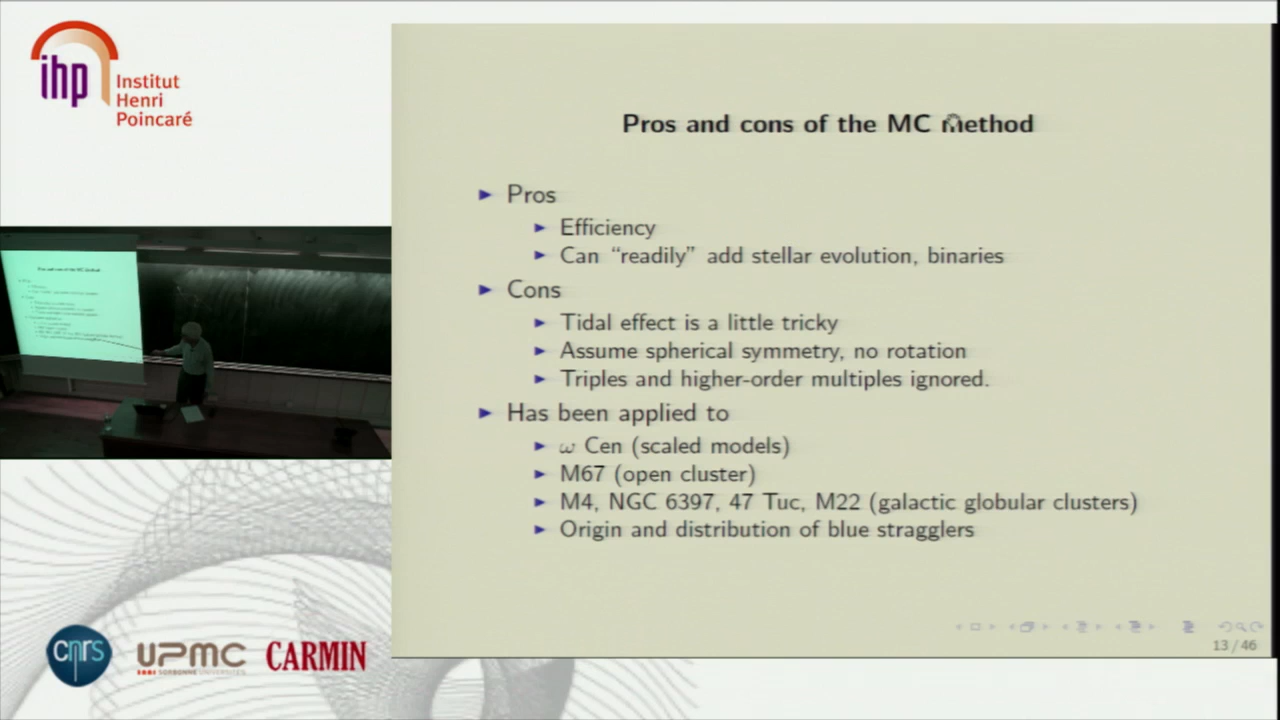 ihp Institut
Henri
Poincaré
Pros and cons of the MC method
Pros
Efficiency
Can “readily” add stellar evolution, binaries
Cons
Tidal effect is a little tricky
Assume spherical symmetry, no rotation
Triples and higher-order multiples ignored.
Has been applied to
ω Cen (scaled models)
M67 (open cluster)
M4, NGC 6397, 47 Tuc, M22 (galactic globular clusters)
Origin and distribution of blue stragglers
13 / 46
cnrs UPMC CARMIN
SORBONNE UNIVERSITÉS